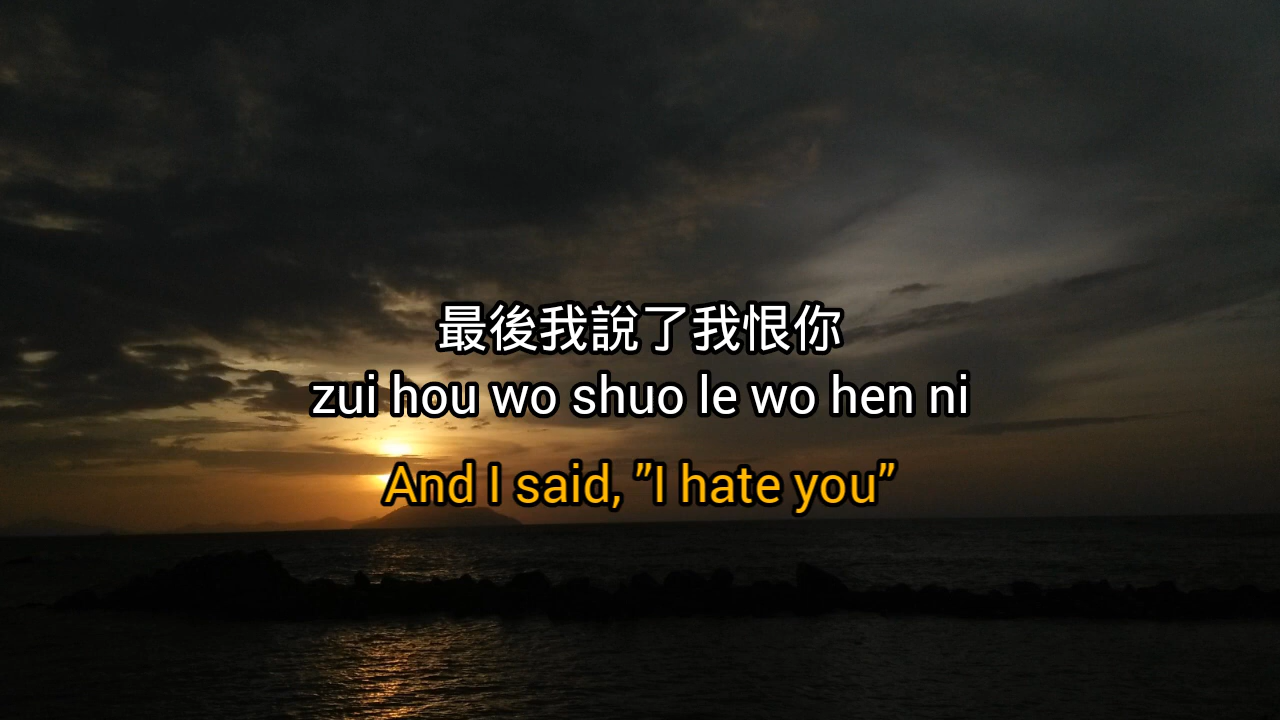 最後我說了我恨你
zui hou wo shuo le wo hen ni
And I said, "I hate you"